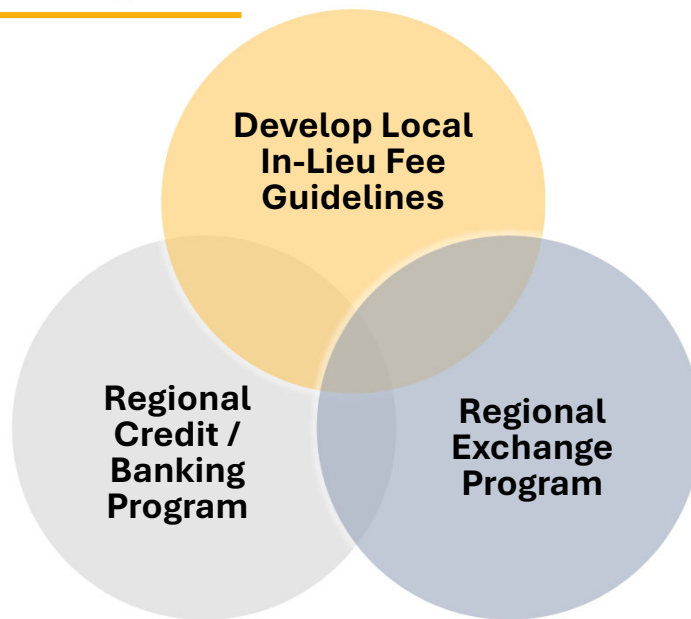 Develop Local
In-Lieu Fee
Guidelines
Regional
Credit /
Banking
Program
Regional
Exchange
Program